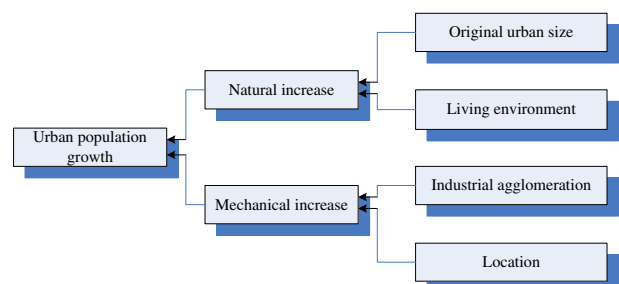 Original urban size
Natural increase
Living environment
Urban population
growth
Industrial agglomeration
Mechanical increase
Location